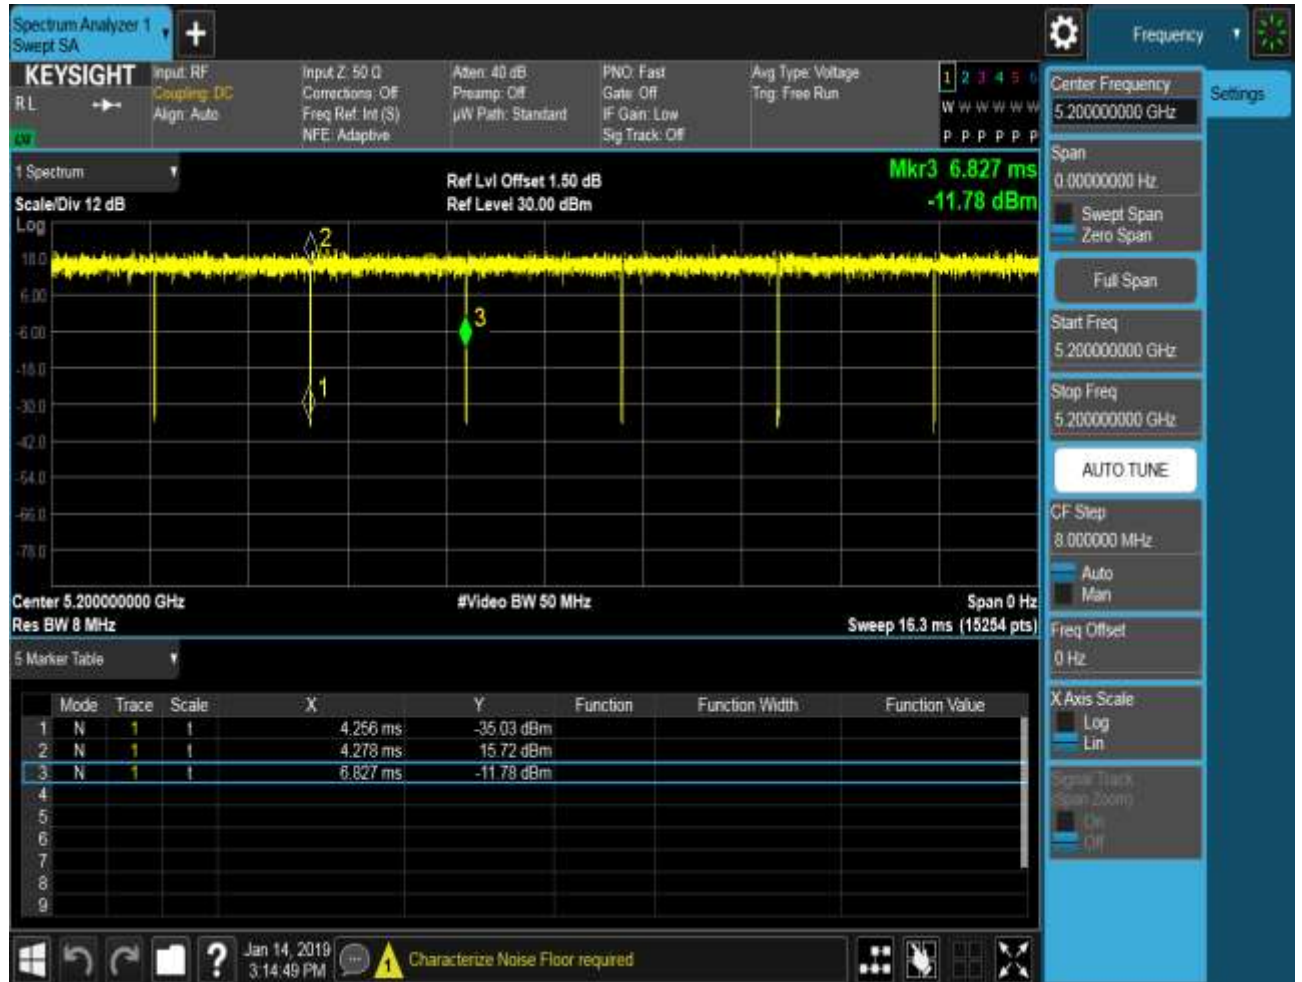 Spectrum Analyzer 1
Swept SA
Frequency
KEYSIGHT
RL
Input: RF
Coupling: DC
Align: Auto
Input Z: 50 Ω
Corrections: Off
Freq Ref: Int (S)
NFE: Adaptive
Atten: 40 dB
Preamp: Off
µW Path: Standard
PNO: Fast
Gate: Off
IF Gain: Low
Sig Track: Off
Avg Type: Voltage
Trig: Free Run
1 2 3 4 5 6
W W W W W W
P P P P P P
1 Spectrum
Scale/Div 12 dB
Ref Lvl Offset 1.50 dB
Ref Level 30.00 dBm
Mkr3 6.827 ms
-11.78 dBm
Log
18.0
6.00
-6.00
-18.0
-30.0
-42.0
-54.0
-66.0
-78.0
2
3
1
Center 5.200000000 GHz
Res BW 8 MHz
#Video BW 50 MHz
Span 0 Hz
Sweep 16.3 ms (15254 pts)
5 Marker Table
Mode Trace Scale X Y Function Function Width Function Value
1 N 1 t 4.256 ms -35.03 dBm
2 N 1 t 4.278 ms 15.72 dBm
3 N 1 t 6.827 ms -11.78 dBm
4
5
6
7
8
9
Jan 14, 2019
3:14:49 PM
1
Characterize Noise Floor required
Center Frequency
5.200000000 GHz
Settings
Span
0.00000000 Hz
Swept Span
Zero Span
Full Span
Start Freq
5.200000000 GHz
Stop Freq
5.200000000 GHz
AUTO TUNE
CF Step
8.000000 MHz
Auto
Man
Freq Offset
0 Hz
X Axis Scale
Log
Lin
Signal Track
(Span Zoom)
On
Off